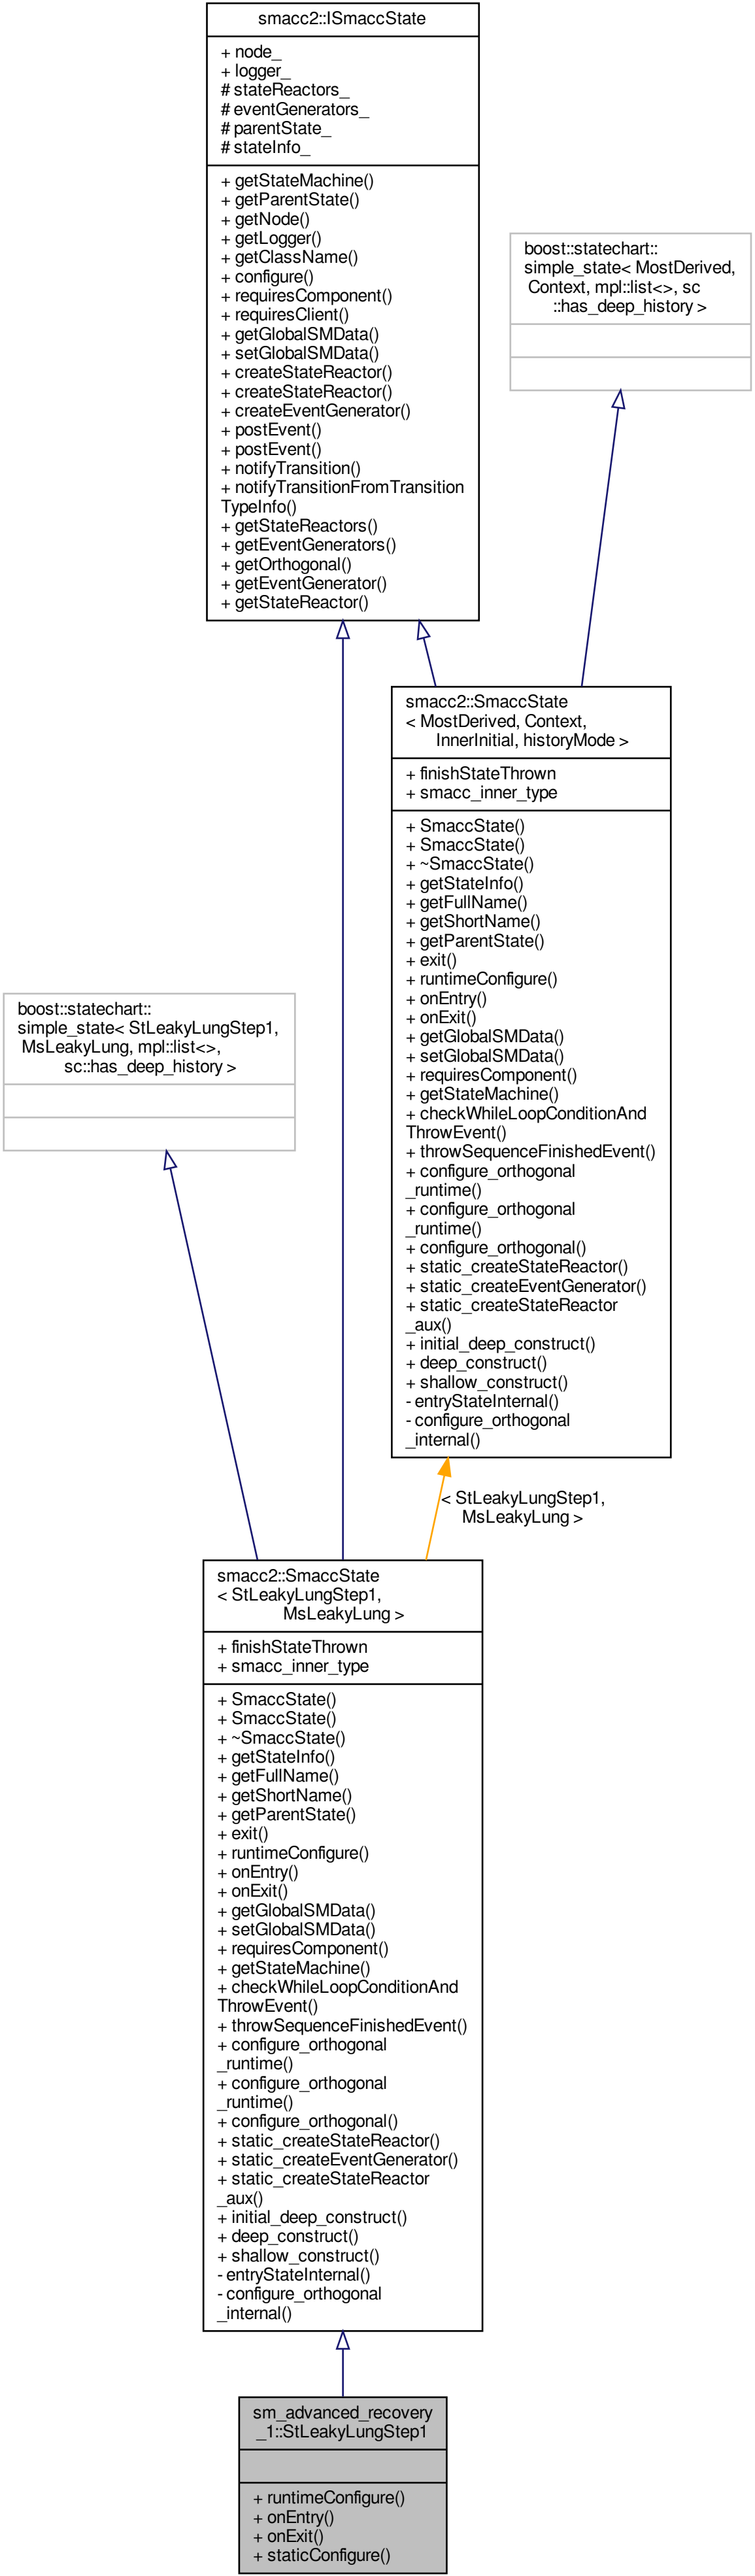 smacc2::ISmaccState
+ node_
+ logger_
# stateReactors_
# eventGenerators_
# parentState_
# stateInfo_
+ getStateMachine()
+ getParentState()
+ getNode()
+ getLogger()
+ getClassName()
+ configure()
+ requiresComponent()
+ requiresClient()
+ getGlobalSMData()
+ setGlobalSMData()
+ createStateReactor()
+ createStateReactor()
+ createEventGenerator()
+ postEvent()
+ postEvent()
+ notifyTransition()
+ notifyTransitionFromTransition
TypeInfo()
+ getStateReactors()
+ getEventGenerators()
+ getOrthogonal()
+ getEventGenerator()
+ getStateReactor()
boost::statechart::
simple_state< MostDerived,
Context, mpl::list<>, sc
::has_deep_history >
smacc2::SmaccState
< MostDerived, Context,
InnerInitial, historyMode >
+ finishStateThrown
+ smacc_inner_type
+ SmaccState()
+ SmaccState()
+ ~SmaccState()
+ getStateInfo()
+ getFullName()
+ getShortName()
+ getParentState()
+ exit()
+ runtimeConfigure()
+ onEntry()
+ onExit()
+ getGlobalSMData()
+ setGlobalSMData()
+ requiresComponent()
+ getStateMachine()
+ checkWhileLoopConditionAnd
ThrowEvent()
+ throwSequenceFinishedEvent()
+ configure_orthogonal
_runtime()
+ configure_orthogonal
_runtime()
+ configure_orthogonal()
+ static_createStateReactor()
+ static_createEventGenerator()
+ static_createStateReactor
_aux()
+ initial_deep_construct()
+ deep_construct()
+ shallow_construct()
- entryStateInternal()
- configure_orthogonal
_internal()
boost::statechart::
simple_state< StLeakyLungStep1,
MsLeakyLung, mpl::list<>,
sc::has_deep_history >
< StLeakyLungStep1,
MsLeakyLung >
smacc2::SmaccState
< StLeakyLungStep1,
MsLeakyLung >
+ finishStateThrown
+ smacc_inner_type
+ SmaccState()
+ SmaccState()
+ ~SmaccState()
+ getStateInfo()
+ getFullName()
+ getShortName()
+ getParentState()
+ exit()
+ runtimeConfigure()
+ onEntry()
+ onExit()
+ getGlobalSMData()
+ setGlobalSMData()
+ requiresComponent()
+ getStateMachine()
+ checkWhileLoopConditionAnd
ThrowEvent()
+ throwSequenceFinishedEvent()
+ configure_orthogonal
_runtime()
+ configure_orthogonal
_runtime()
+ configure_orthogonal()
+ static_createStateReactor()
+ static_createEventGenerator()
+ static_createStateReactor
_aux()
+ initial_deep_construct()
+ deep_construct()
+ shallow_construct()
- entryStateInternal()
- configure_orthogonal
_internal()
sm_advanced_recovery
_1::StLeakyLungStep1
+ runtimeConfigure()
+ onEntry()
+ onExit()
+ staticConfigure()